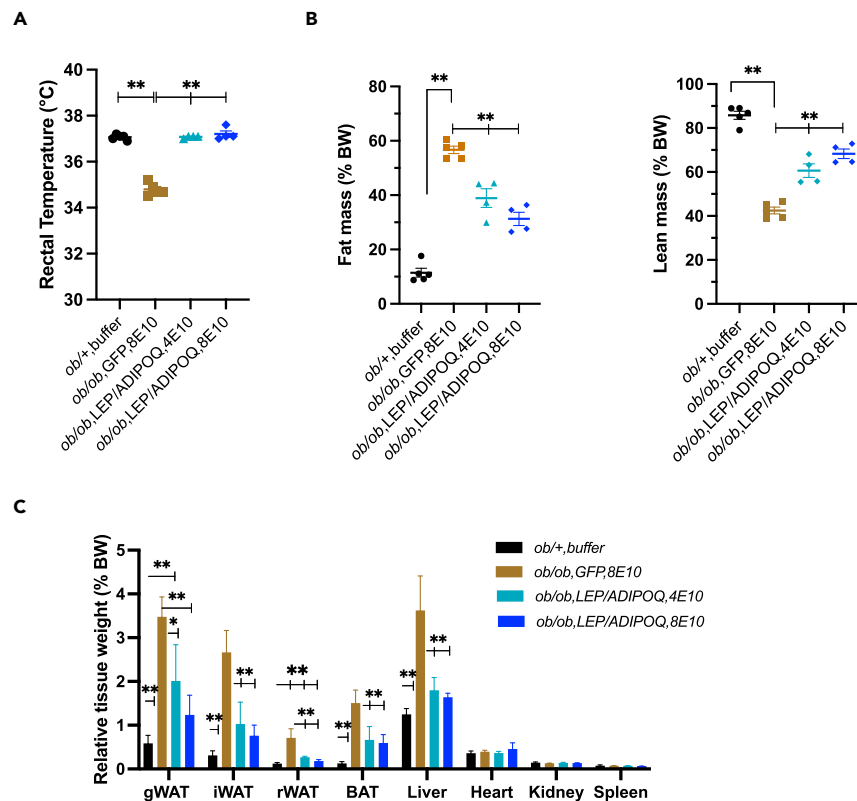 A
Rectal Temperature (°C)
40
37
34
30
** **
ob/+,buffer
ob/ob,GFP,8E10
ob/ob,LEP/ADIPOQ,4E10
ob/ob,LEP/ADIPOQ,8E10
B
Fat mass (% BW)
80
60
40
20
0
**
**
ob/+,buffer
ob/ob,GFP,8E10
ob/ob,LEP/ADIPOQ,4E10
ob/ob,LEP/ADIPOQ,8E10
Lean mass (% BW)
100
80
60
40
20
0
**
**
ob/+,buffer
ob/ob,GFP,8E10
ob/ob,LEP/ADIPOQ,4E10
ob/ob,LEP/ADIPOQ,8E10
C
Relative tissue weight (% BW)
5
4
3
2
1
0
**
**
*
**
**
**
**
**
**
**
**
**
ob/+,buffer
ob/ob,GFP,8E10
ob/ob,LEP/ADIPOQ,4E10
ob/ob,LEP/ADIPOQ,8E10
gWAT iWAT rWAT BAT Liver Heart Kidney Spleen